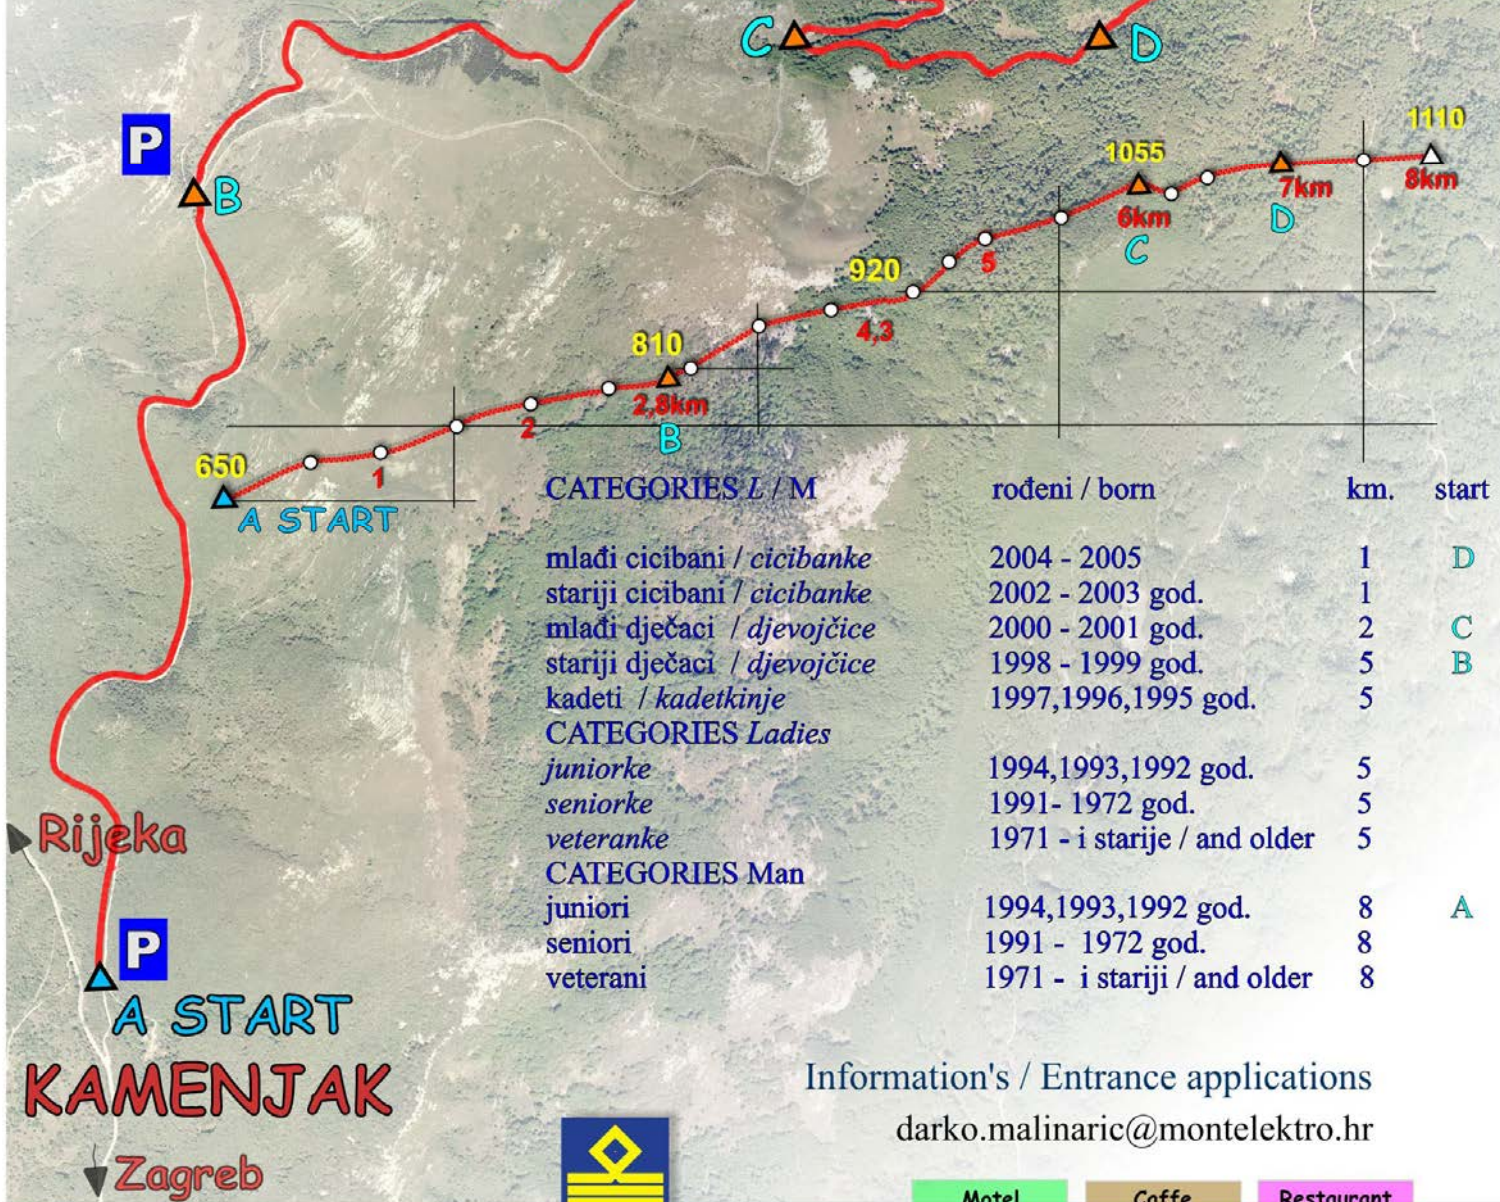 C
D
P
B
1110
1055
8km
7km
6km
D
C
920
5
4,3
810
2,8km
2
B
650
1
A START
CATEGORIES L / M rođeni / born km. start
mlađi cicibani / cicibanke 2004 - 2005 1 D
stariji cicibani / cicibanke 2002 - 2003 god. 1
mlađi dječaci / djevojčice 2000 - 2001 god. 2 C
stariji dječaci / djevojčice 1998 - 1999 god. 5 B
kadeti / kadetkinje 1997,1996,1995 god. 5
CATEGORIES Ladies
juniorke 1994,1993,1992 god. 5
seniorke 1991- 1972 god. 5
veteranke 1971 - i starije / and older 5
CATEGORIES Man
juniori 1994,1993,1992 god. 8 A
seniori 1991 - 1972 god. 8
veterani 1971 - i stariji / and older 8
Rijeka
P
A START
KAMENJAK
Zagreb
Information's / Entrance applications
darko.malinaric@montelektro.hr
Motel Caffe Restaurant